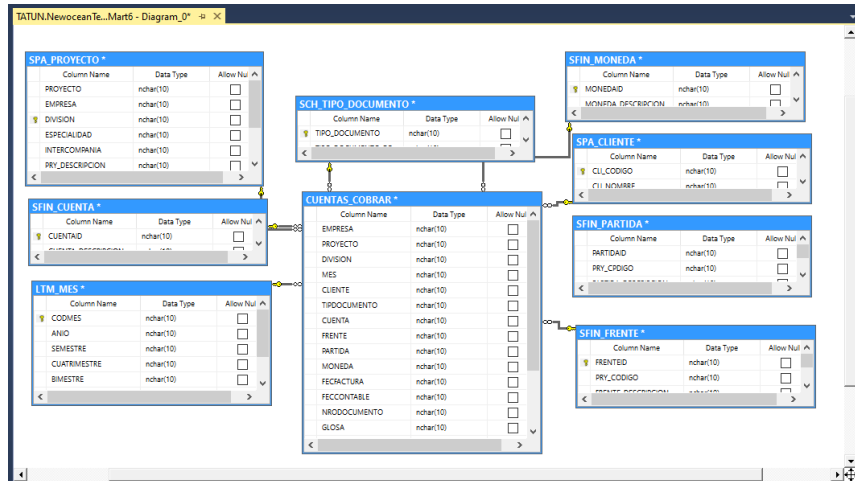 TATUN.NewoceanTe...Mart6 - Diagram_0*
SPA_PROYECTO *
Column Name Data Type Allow Nul
PROYECTO nchar(10)
EMPRESA nchar(10)
DIVISION nchar(10)
ESPECIALIDAD nchar(10)
INTERCOMPANIA nchar(10)
PRY_DESCRIPCION nchar(10)
SFIN_CUENTA *
Column Name Data Type Allow Nul
CUENTAID nchar(10)
LTM_MES *
Column Name Data Type Allow Nul
CODMES nchar(10)
ANIO nchar(10)
SEMESTRE nchar(10)
CUATRIMESTRE nchar(10)
BIMESTRE nchar(10)
SCH_TIPO_DOCUMENTO *
Column Name Data Type Allow Nul
TIPO_DOCUMENTO nchar(10)
CUENTAS_COBRAR *
Column Name Data Type Allow Nul
EMPRESA nchar(10)
PROYECTO nchar(10)
DIVISION nchar(10)
MES nchar(10)
CLIENTE nchar(10)
TIPDOCUMENTO nchar(10)
CUENTA nchar(10)
FRENTE nchar(10)
PARTIDA nchar(10)
MONEDA nchar(10)
FECFACTURA nchar(10)
FECCONTABLE nchar(10)
NRODOCUMENTO nchar(10)
GLOSA nchar(10)
SFIN_MONEDA *
Column Name Data Type Allow Nul
MONEDAID nchar(10)
MONEDA_DESCRIPCION nchar(10)
SPA_CLIENTE *
Column Name Data Type Allow Nul
CLI_CODIGO nchar(10)
CLI_NOMBRE nchar(10)
SFIN_PARTIDA *
Column Name Data Type Allow Nul
PARTIDAID nchar(10)
PRY_CPDIGO nchar(10)
SFIN_FRENTE *
Column Name Data Type Allow Nul
FRENTEID nchar(10)
PRY_CODIGO nchar(10)
FRENTE_DESCRIPCION nchar(10)